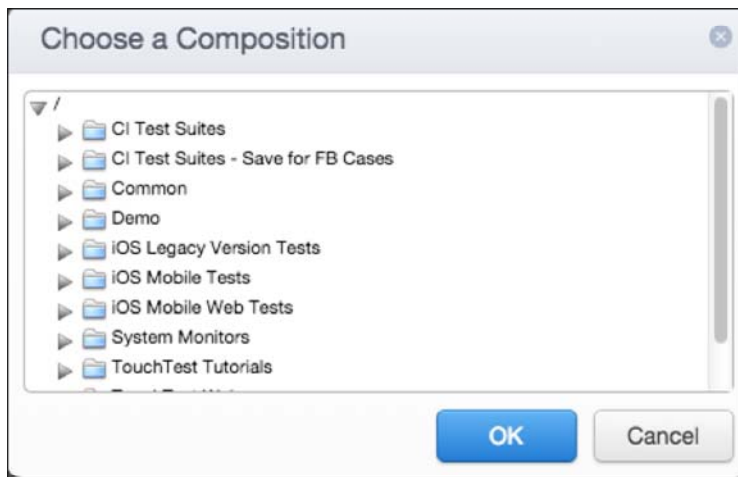 Choose a Composition
/
CI Test Suites
CI Test Suites - Save for FB Cases
Common
Demo
iOS Legacy Version Tests
iOS Mobile Tests
iOS Mobile Web Tests
System Monitors
TouchTest Tutorials
OK
Cancel